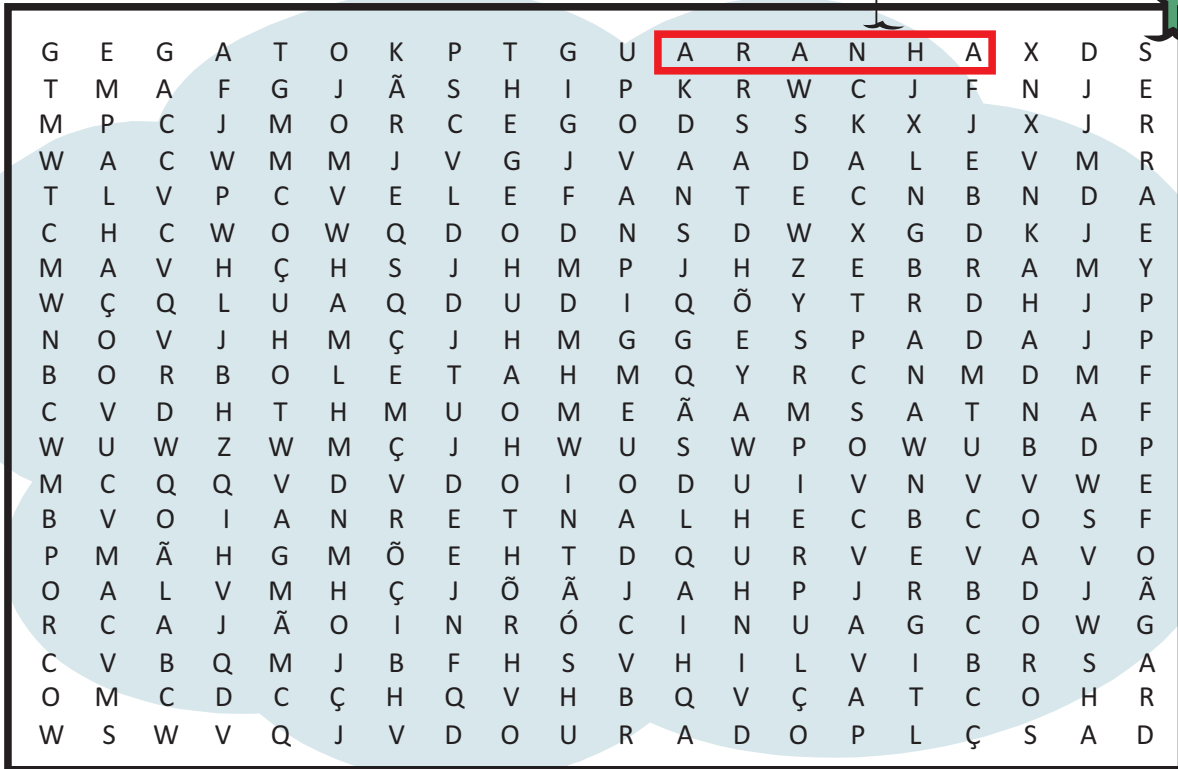 G E G A T O K P T G U A R A N H A X D S
T M A F G J Ã S H I P K R W C J F N J E
M P C J M O R C E G O D S S K X J X J R
W A C W M M J V G J V A A D A L E V M R
T L V P C V E L E F A N T E C N B N D A
C H C W O W Q D O D N S D W X G D K J E
M A V H Ç H S J H M P J H Z E B R A M Y
W Ç Q L U A Q D U D I Q Õ Y T R D H J P
N O V J H M Ç J H M G G E S P A D A J P
B O R B O L E T A H M Q Y R C N M D M F
C V D H T H M U O M E Ã A M S A T N A F
W U W Z W M Ç J H W U S W P O W U B D P
M C Q Q V D V D O I O D U I V N V V W E
B V O I A N R E T N A L H E C B C O S F
P M Ã H G M Õ E H T D Q U R V E V A V O
O A L V M H Ç J Õ Ã J A H P J R B D J Ã
R C A J Ã O I N R Ó C I N U A G C O W G
C V B Q M J B F H S V H I L V I B R S A
O M C D C Ç H Q V H B Q V Ç A T C O H R
W S W V Q J V D O U R A D O P L Ç S A D